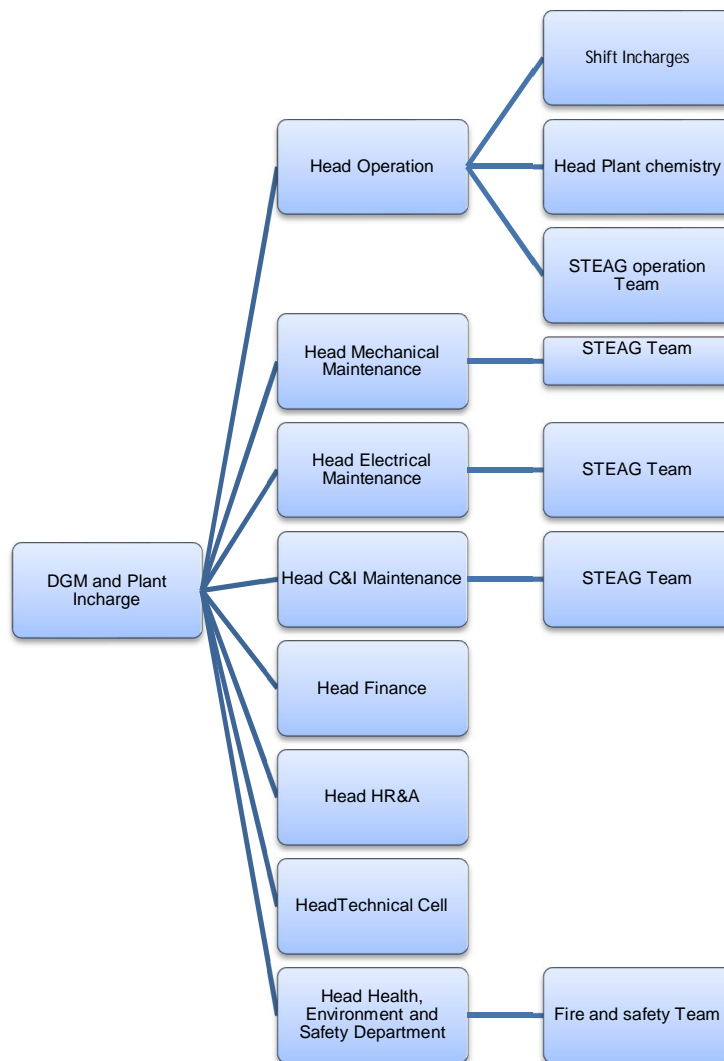 Shift Incharges
Head Operation
Head Plant chemistry
STEAG operation
Team
Head Mechanical
Maintenance
STEAG Team
Head Electrical
Maintenance
STEAG Team
DGM and Plant
Incharge
Head C&I Maintenance
STEAG Team
Head Finance
Head HR&A
HeadTechnical Cell
Head Health,
Environment and
Safety Department
Fire and safety Team